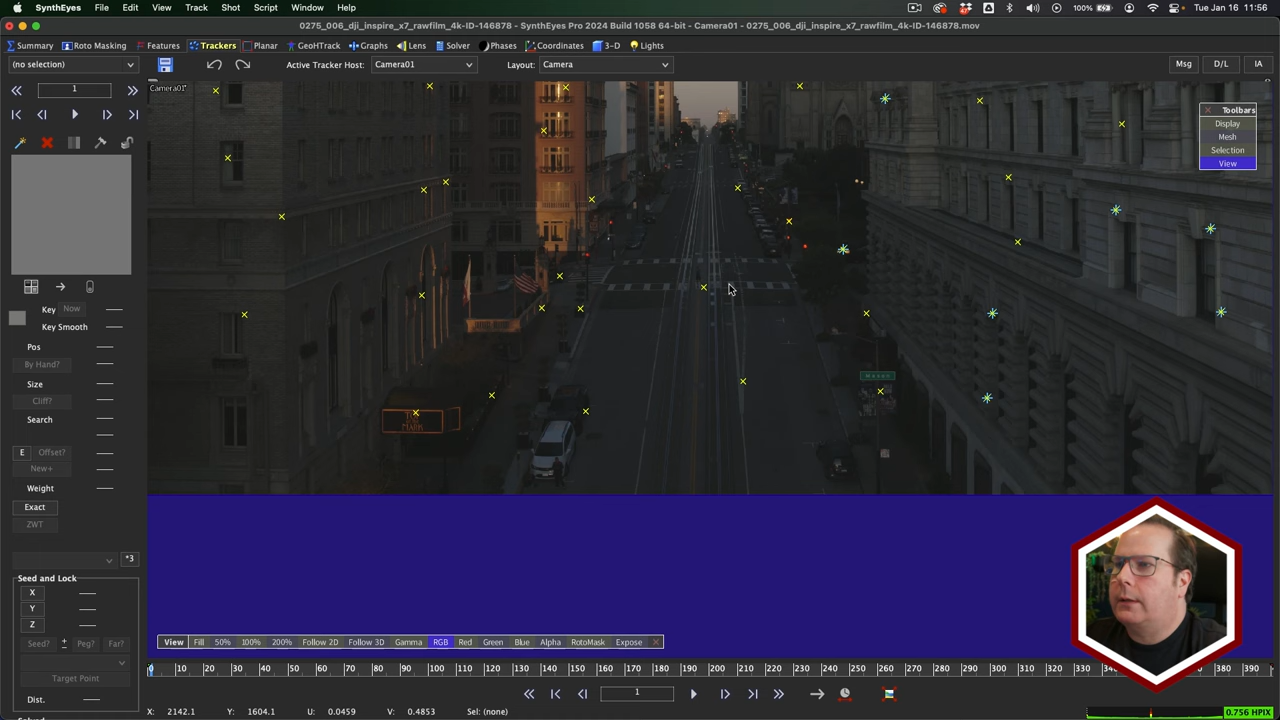 SynthEyes File Edit View Track Shot Script Window Help 100% Tue Jan 16 11:56
0275_006_dji_inspire_x7_rawfilm_4k-ID-146878.mov - SynthEyes Pro 2024 Build 1058 64-bit - Camera01 - 0275_006_dji_inspire_x7_rawfilm_4k-ID-146878.mov
Summary Roto Masking Features Trackers Planar GeoHTrack Graphs Lens Solver Phases Coordinates 3-D Lights
(no selection) Active Tracker Host: Camera01 Layout: Camera Msg D/L IA
1
Camera01*
Toolbars
Display
Mesh
Selection
View
Key Now
Key Smooth
Pos
By Hand?
Size
Cliff?
Search
E Offset?
New+
Weight
Exact
ZWT
*3
Seed and Lock
X
Y
Z
Seed? Peg? Far?
Target Point
Dist.
Mason
MARK
View Fill 50% 100% 200% Follow 2D Follow 3D Gamma RGB Red Green Blue Alpha RotoMask Expose
10 20 30 40 50 60 70 80 90 100 110 120 130 140 150 160 170 180 190 200 210 220 230 240 250 260 270 280 290 300 310 320 330 340 380 390
1
X: 2142.1 Y: 1604.1 U: 0.0459 V: 0.4853 Sel: (none)
0.756 HPIX